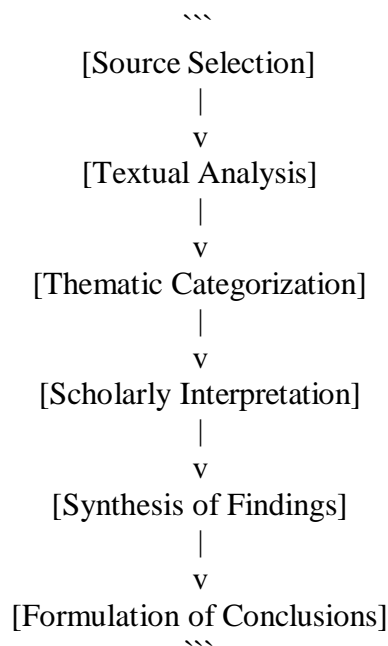 ```
[Source Selection]
|
v
[Textual Analysis]
|
v
[Thematic Categorization]
|
v
[Scholarly Interpretation]
|
v
[Synthesis of Findings]
|
v
[Formulation of Conclusions]
```